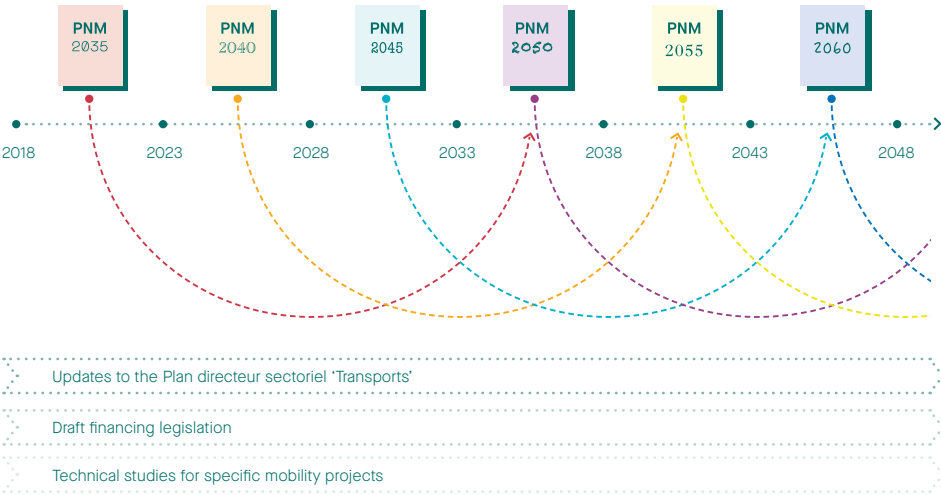 PNM
2035
PNM
2040
PNM
2045
PNM
2050
PNM
2055
PNM
2060
2018
2023
2028
2033
2038
2043
2048
Updates to the Plan directeur sectoriel ‘Transports’
Draft financing legislation
Technical studies for specific mobility projects